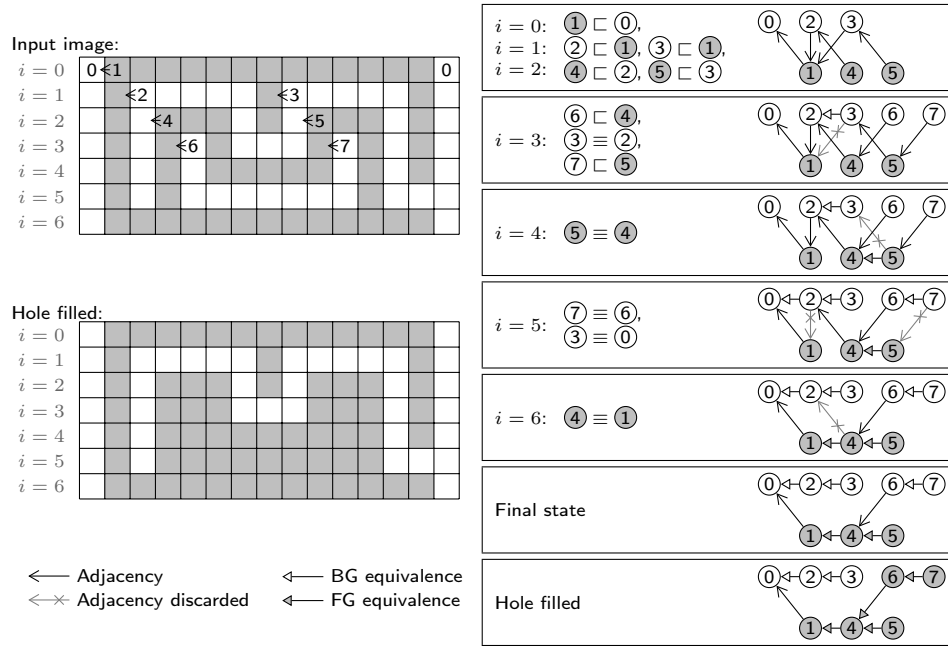 Input image:
i = 0
0 1 0
i = 1
2 3
i = 2
4 5
i = 3
6 7
i = 4
i = 5
i = 6
Hole filled:
i = 0
i = 1
i = 2
i = 3
i = 4
i = 5
i = 6
Adjacency
BG equivalence
Adjacency discarded
FG equivalence
i = 0: 1 ⊏ 0,
i = 1: 2 ⊏ 1, 3 ⊏ 1,
i = 2: 4 ⊏ 2, 5 ⊏ 3
0 2 3
1 4 5
6 ⊏ 4,
i = 3: 3 ≡ 2,
7 ⊏ 5
0 2 3 6 7
1 4 5
i = 4: 5 ≡ 4
0 2 3 6 7
1 4 5
7 ≡ 6,
i = 5:
3 ≡ 0
0 2 3 6 7
1 4 5
i = 6: 4 ≡ 1
0 2 3 6 7
1 4 5
Final state
0 2 3 6 7
1 4 5
Hole filled
0 2 3 6 7
1 4 5